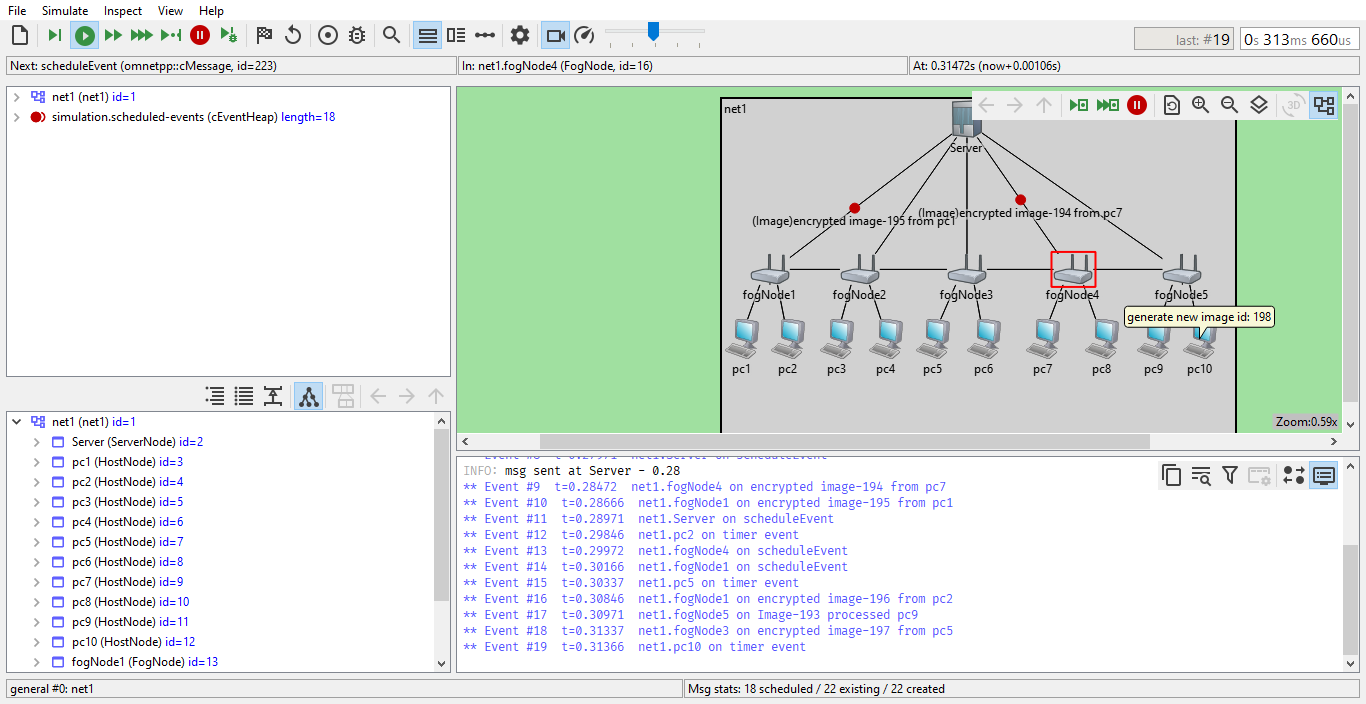 File Simulate Inspect View Help
last: #19 0s 313ms 660us
Next: scheduleEvent (omnetpp::cMessage, id=223) In: net1.fogNode4 (FogNode, id=16) At: 0.31472s (now+0.00106s)
net1 (net1) id=1
simulation.scheduled-events (cEventHeap) length=18
net1 (net1) id=1
Server (ServerNode) id=2
pc1 (HostNode) id=3
pc2 (HostNode) id=4
pc3 (HostNode) id=5
pc4 (HostNode) id=6
pc5 (HostNode) id=7
pc6 (HostNode) id=8
pc7 (HostNode) id=9
pc8 (HostNode) id=10
pc9 (HostNode) id=11
pc10 (HostNode) id=12
fogNode1 (FogNode) id=13
net1
3D
Server
(Image)encrypted image-195 from pc1
(Image)encrypted image-194 from pc7
fogNode1 fogNode2 fogNode3 fogNode4 fogNode5
generate new image id: 198
pc1 pc2 pc3 pc4 pc5 pc6 pc7 pc8 pc9 pc10
Zoom:0.59x
** Event #8 t=0.27971 net1.Server on scheduleEvent
INFO: msg sent at Server - 0.28
** Event #9 t=0.28472 net1.fogNode4 on encrypted image-194 from pc7
** Event #10 t=0.28666 net1.fogNode1 on encrypted image-195 from pc1
** Event #11 t=0.28971 net1.Server on scheduleEvent
** Event #12 t=0.29846 net1.pc2 on timer event
** Event #13 t=0.29972 net1.fogNode4 on scheduleEvent
** Event #14 t=0.30166 net1.fogNode1 on scheduleEvent
** Event #15 t=0.30337 net1.pc5 on timer event
** Event #16 t=0.30846 net1.fogNode1 on encrypted image-196 from pc2
** Event #17 t=0.30971 net1.fogNode5 on Image-193 processed pc9
** Event #18 t=0.31337 net1.fogNode3 on encrypted image-197 from pc5
** Event #19 t=0.31366 net1.pc10 on timer event
general #0: net1 Msg stats: 18 scheduled / 22 existing / 22 created